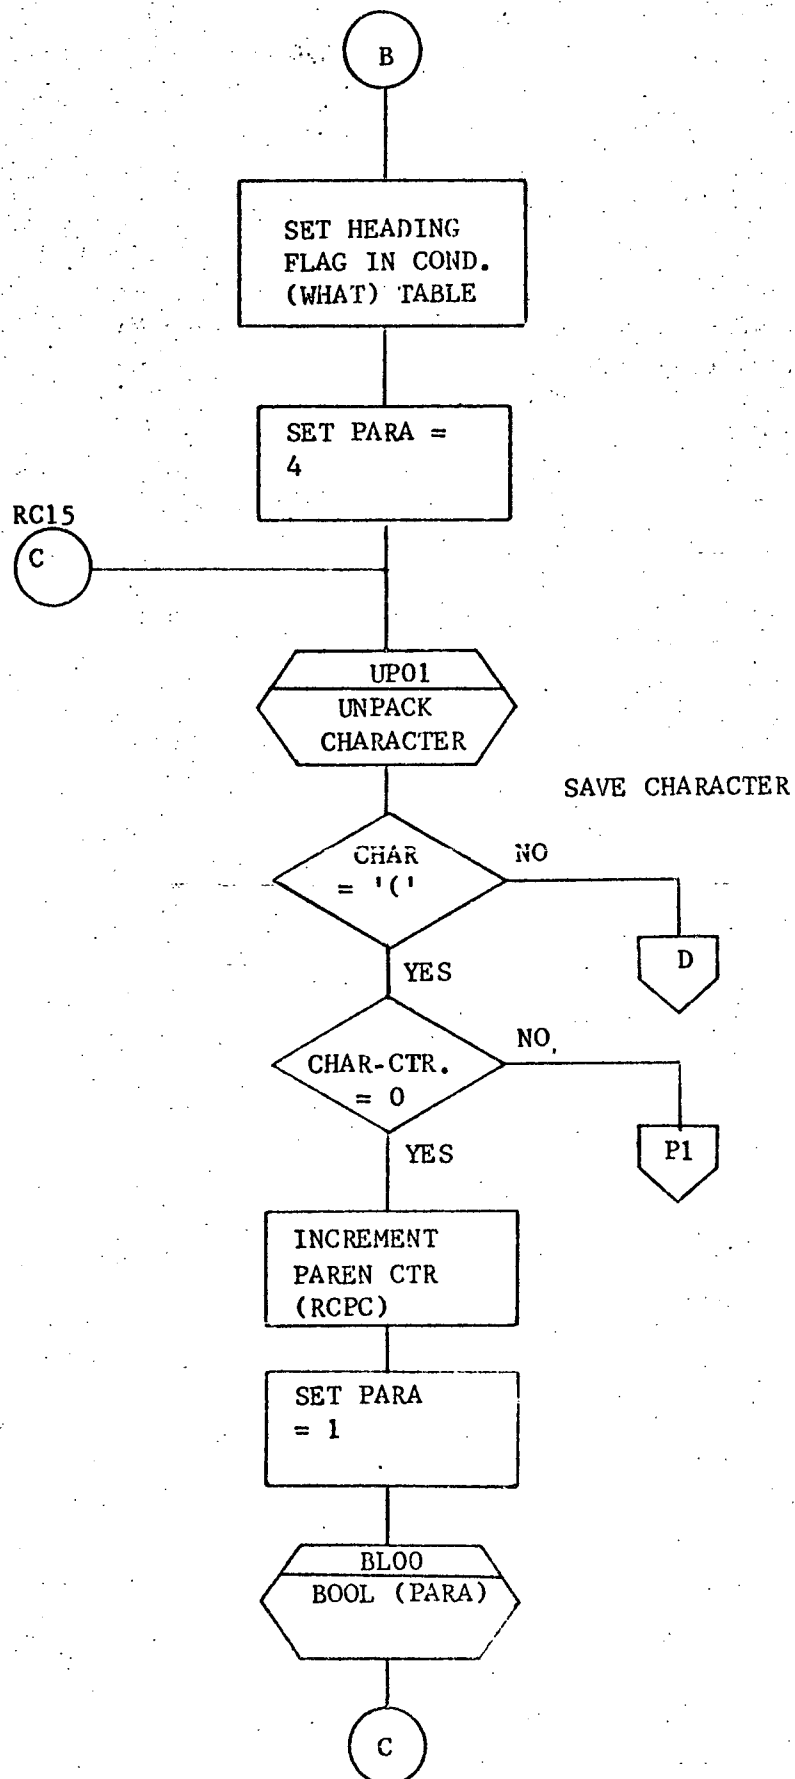 B
SET HEADING
FLAG IN COND.
(WHAT) TABLE
SET PARA =
4
RC15
C
UP01
UNPACK
CHARACTER
SAVE CHARACTER
CHAR
= '('
NO
D
YES
CHAR-CTR.
= 0
NO
P1
YES
INCREMENT
PAREN CTR
(RCPC)
SET PARA
= 1
BL00
BOOL (PARA)
C